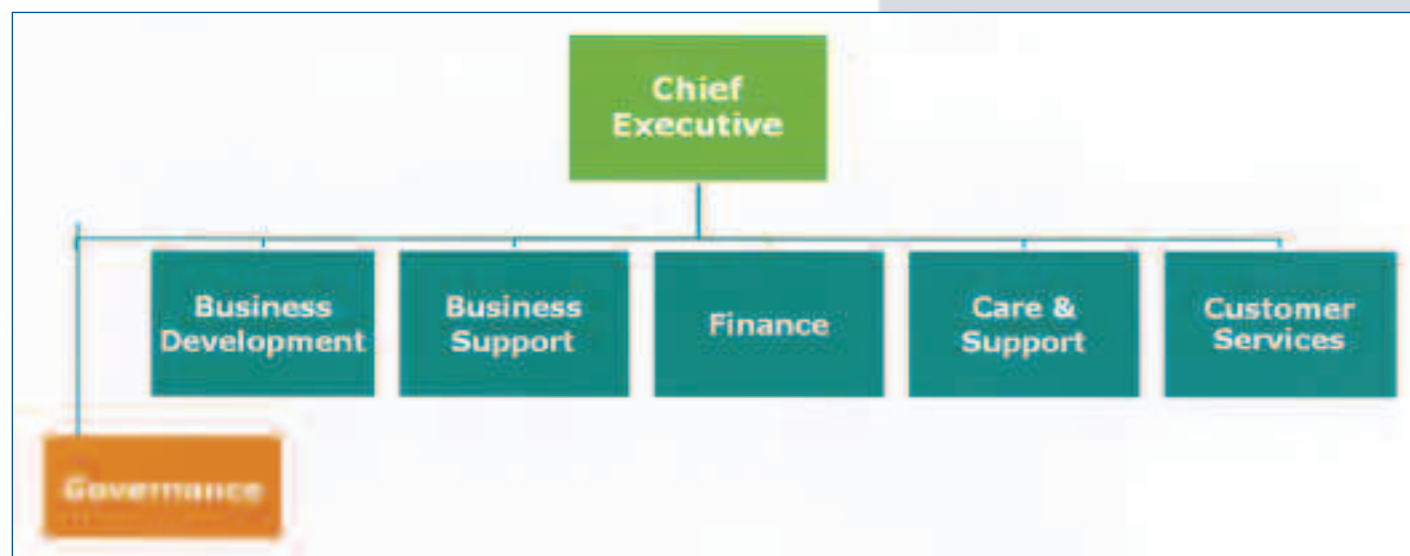 Chief
Executive
Business
Development
Business
Support
Finance
Care &
Support
Customer
Services
Governance